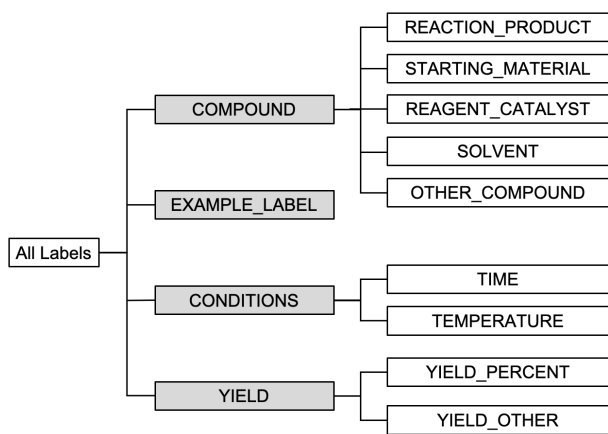 All Labels
COMPOUND
REACTION_PRODUCT
STARTING_MATERIAL
REAGENT_CATALYST
SOLVENT
OTHER_COMPOUND
EXAMPLE_LABEL
CONDITIONS
TIME
TEMPERATURE
YIELD
YIELD_PERCENT
YIELD_OTHER